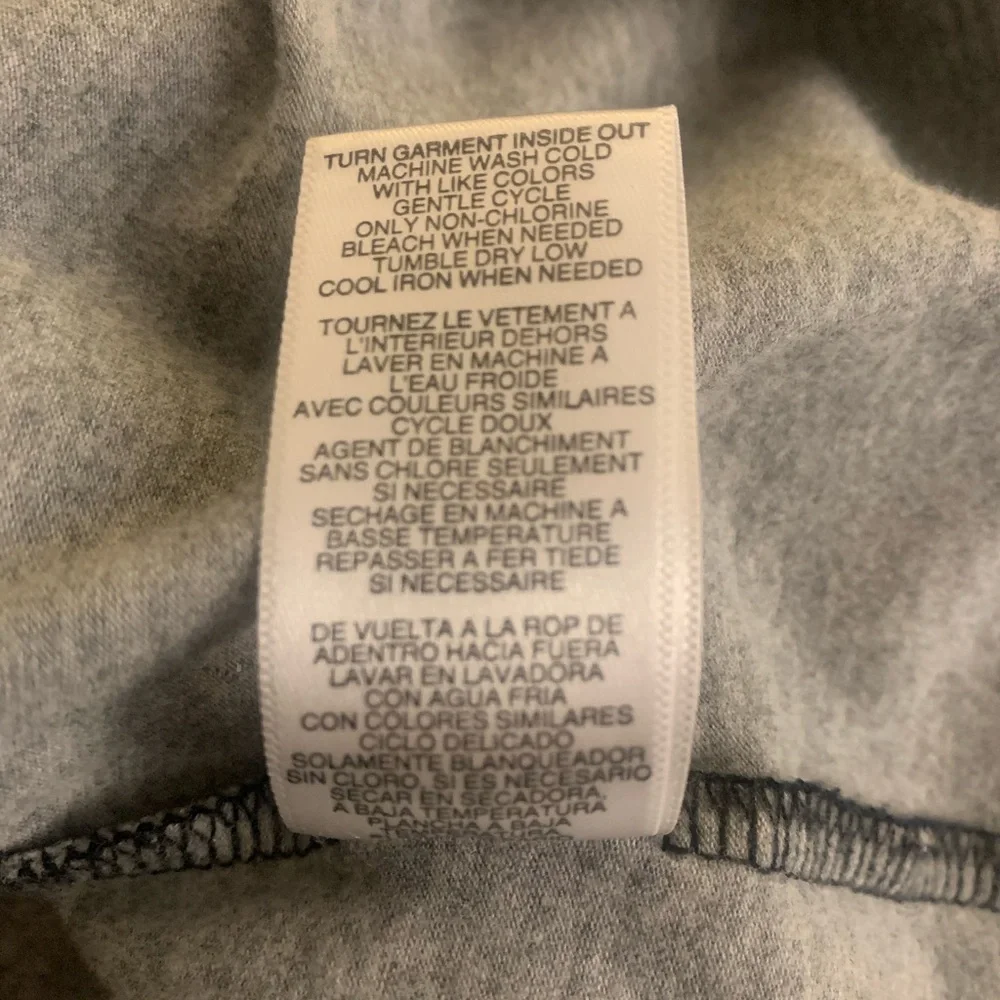 TURN GARMENT INSIDE OUT
MACHINE WASH COLD
WITH LIKE COLORS
GENTLE CYCLE
ONLY NON-CHLORINE
BLEACH WHEN NEEDED
TUMBLE DRY LOW
COOL IRON WHEN NEEDED
TOURNEZ LE VETEMENT A
L'INTERIEUR DEHORS
LAVER EN MACHINE A
L'EAU FROIDE
AVEC COULEURS SIMILAIRES
CYCLE DOUX
AGENT DE BLANCHIMENT
SANS CHLORE SEULEMENT
SI NECESSAIRE
SECHAGE EN MACHINE A
BASSE TEMPERATURE
REPASSER A FER TIEDE
SI NECESSAIRE
DE VUELTA A LA ROP DE
ADENTRO HACIA FUERA
LAVAR EN LAVADORA
CON AGUA FRIA
CON COLORES SIMILARES
CICLO DELICADO
SOLAMENTE BLANQUEADOR
SIN CLORO, SI ES NECESARIO
SECAR EN SECADORA
A BAJA TEMPERATURA
PLANCHA A BAJA